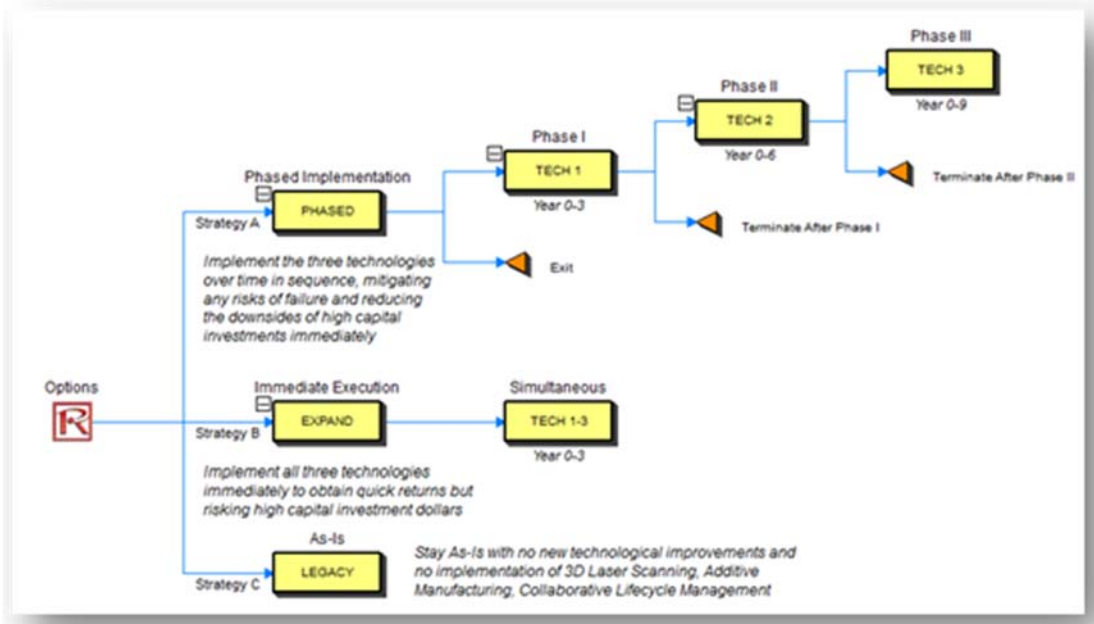 Phase III
TECH 3
Year 0-9
Phase II
TECH 2
Year 0-6
Terminate After Phase II
Phase I
TECH 1
Year 0-3
Terminate After Phase I
Phased Implementation
PHASED
Strategy A
Exit
Implement the three technologies
over time in sequence, mitigating
any risks of failure and reducing
the downsides of high capital
investments immediately
Options
R
Immediate Execution
EXPAND
Strategy B
Simultaneous
TECH 1-3
Year 0-3
Implement all three technologies
immediately to obtain quick returns but
risking high capital investment dollars
As-Is
LEGACY
Strategy C
Stay As-Is with no new technological improvements and
no implementation of 3D Laser Scanning, Additive
Manufacturing, Collaborative Lifecycle Management